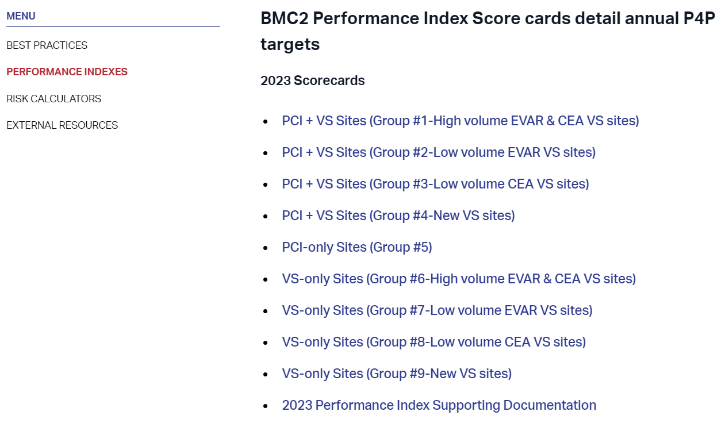 MENU
BEST PRACTICES
PERFORMANCE INDEXES
RISK CALCULATORS
EXTERNAL RESOURCES
BMC2 Performance Index Score cards detail annual P4P
targets
2023 Scorecards
PCI + VS Sites (Group #1-High volume EVAR & CEA VS sites)
PCI + VS Sites (Group #2-Low volume EVAR VS sites)
PCI + VS Sites (Group #3-Low volume CEA VS sites)
PCI + VS Sites (Group #4-New VS sites)
PCI-only Sites (Group #5)
VS-only Sites (Group #6-High volume EVAR & CEA VS sites)
VS-only Sites (Group #7-Low volume EVAR VS sites)
VS-only Sites (Group #8-Low volume CEA VS sites)
VS-only Sites (Group #9-New VS sites)
2023 Performance Index Supporting Documentation